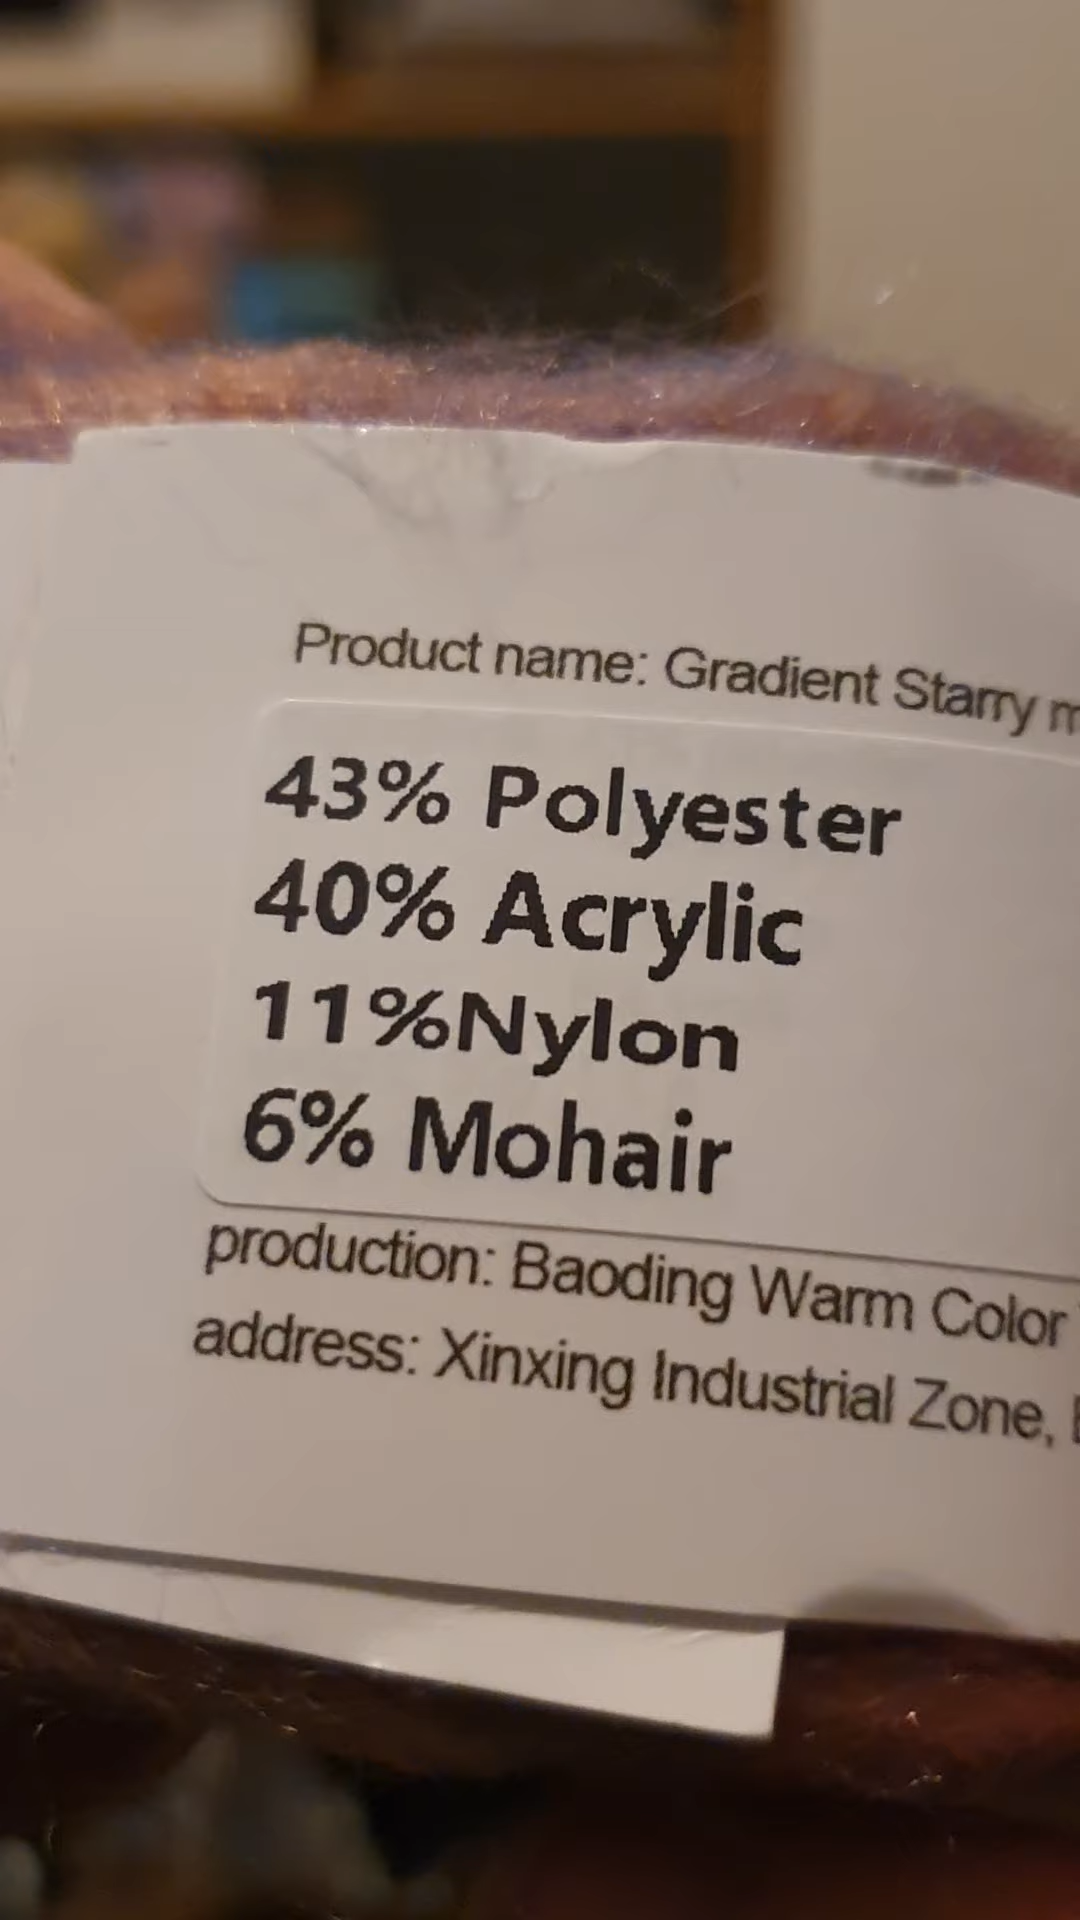 Product name: Gradient Starry
43% Polyester
40% Acrylic
11%Nylon
6% Mohair
production: Baoding Warm Color
address: Xinxing Industrial Zone,